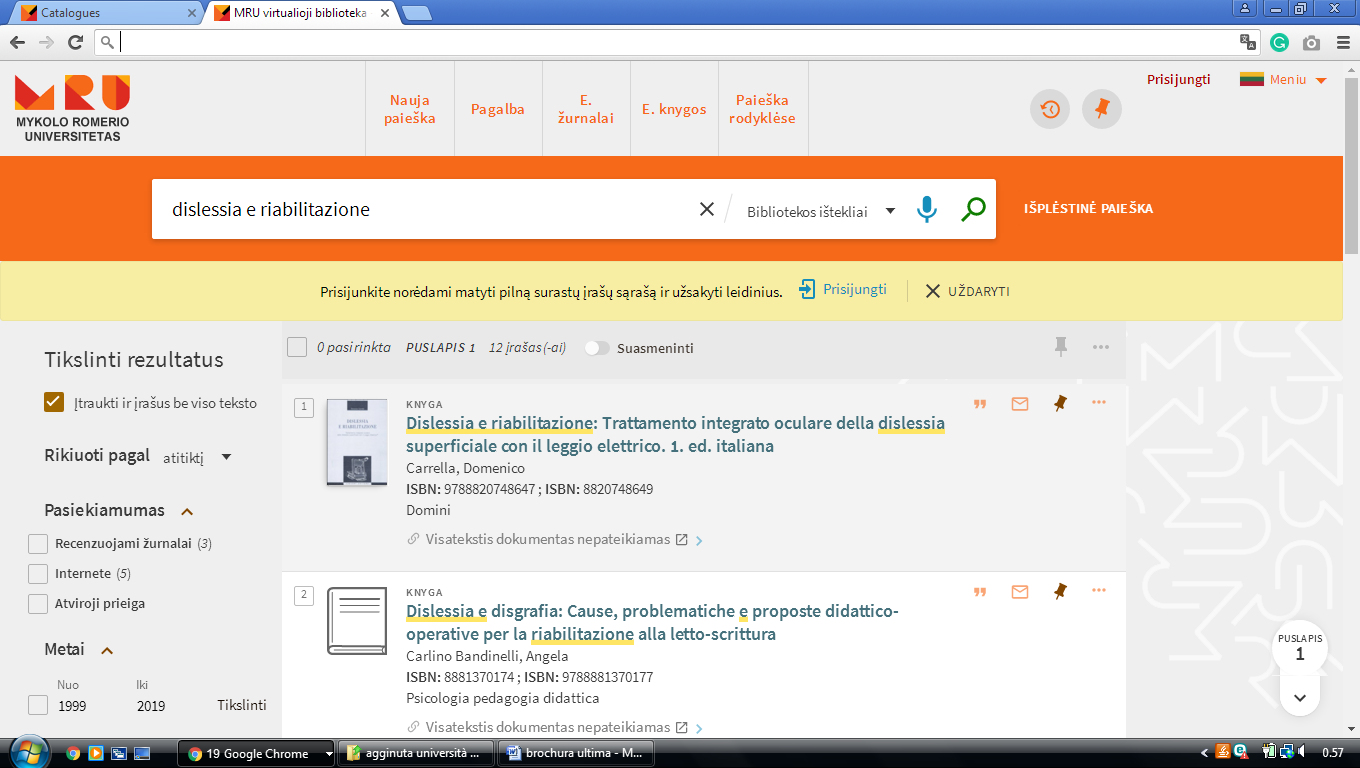 Catalogues
MRU virtualioji biblioteka
MYKOLO ROMERIO
UNIVERSITETAS
Nauja
paieška
Pagalba
E.
žurnalai
E. knygos
Paieška
rodyklėse
Prisijungti
Meniu
dislessia e riabilitazione
Bibliotekos ištekliai
IŠPLĖSTINĖ PAIEŠKA
Prisijunkite norėdami matyti pilną surastų įrašų sąrašą ir užsakyti leidinius.
Prisijungti
UŽDARYTI
Tikslinti rezultatus
Įtraukti ir įrašus be viso teksto
Rikiuoti pagal atitiktį
Pasiekiamumas
Recenzuojami žurnalai (3)
Internete (5)
Atviroji prieiga
Metai
Nuo
Iki
1999
2019
Tikslinti
0 pasirinkta PUSLAPIS 1 12 įrašas(-ai) Suasmeninti
1
DISLESSIA
E RIABILITAZIONE
KNYGA
Dislessia e riabilitazione: Trattamento integrato oculare della dislessia
superficiale con il leggio elettrico. 1. ed. italiana
Carrella, Domenico
ISBN: 9788820748647 ; ISBN: 8820748649
Domini
Visatekstis dokumentas nepateikiamas
2
KNYGA
Dislessia e disgrafia: Cause, problematiche e proposte didattico-
operative per la riabilitazione alla letto-scrittura
Carlino Bandinelli, Angela
ISBN: 8881370174 ; ISBN: 9788881370177
Psicologia pedagogia didattica
Visatekstis dokumentas nepateikiamas
PUSLAPIS
1
19 Google Chrome
agginuta università ...
brochura ultima - M...
0.57